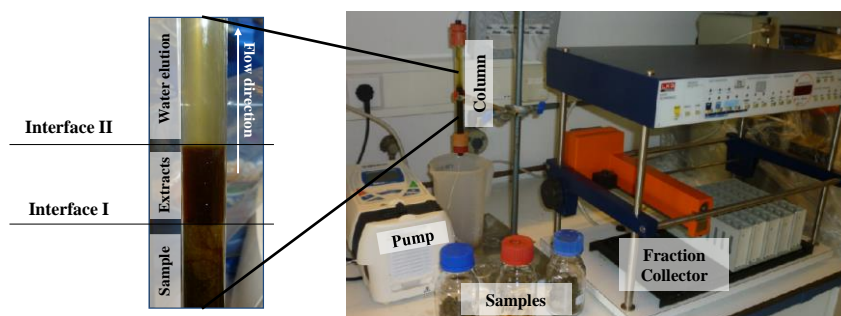 Water elution
Flow direction
Interface II
Extracts
Interface I
Sample
Column
Pump
Samples
Fraction
Collector